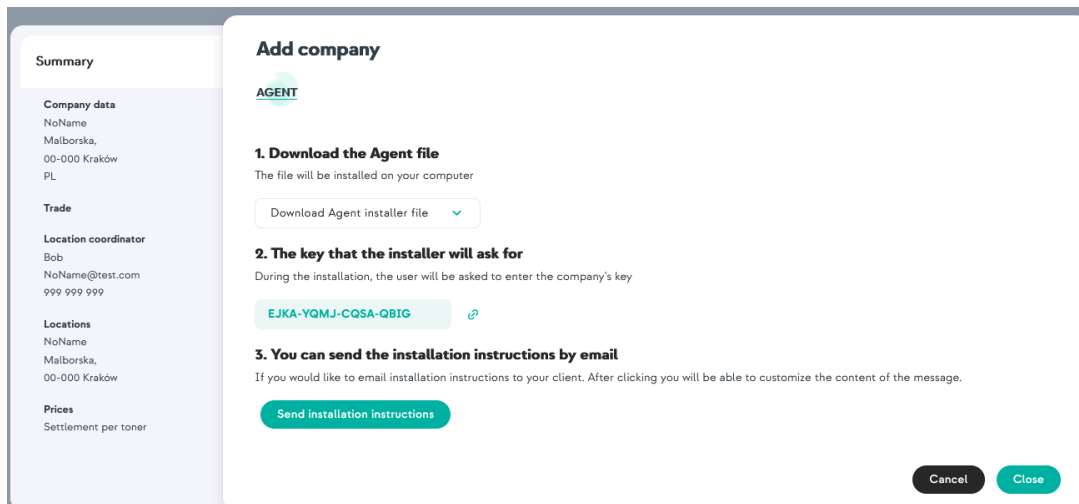 Summary
Company data
NoName
Malborska,
00-000 Kraków
PL
Trade
Location coordinator
Bob
NoName@test.com
999 999 999
Locations
NoName
Malborska,
00-000 Kraków
Prices
Settlement per toner
Add company
AGENT
1. Download the Agent file
The file will be installed on your computer
Download Agent installer file
2. The key that the installer will ask for
During the installation, the user will be asked to enter the company's key
EJKA-YQMJ-CQSA-QBIG
3. You can send the installation instructions by email
If you would like to email installation instructions to your client. After clicking you will be able to customize the content of the message.
Send installation instructions
Cancel
Close